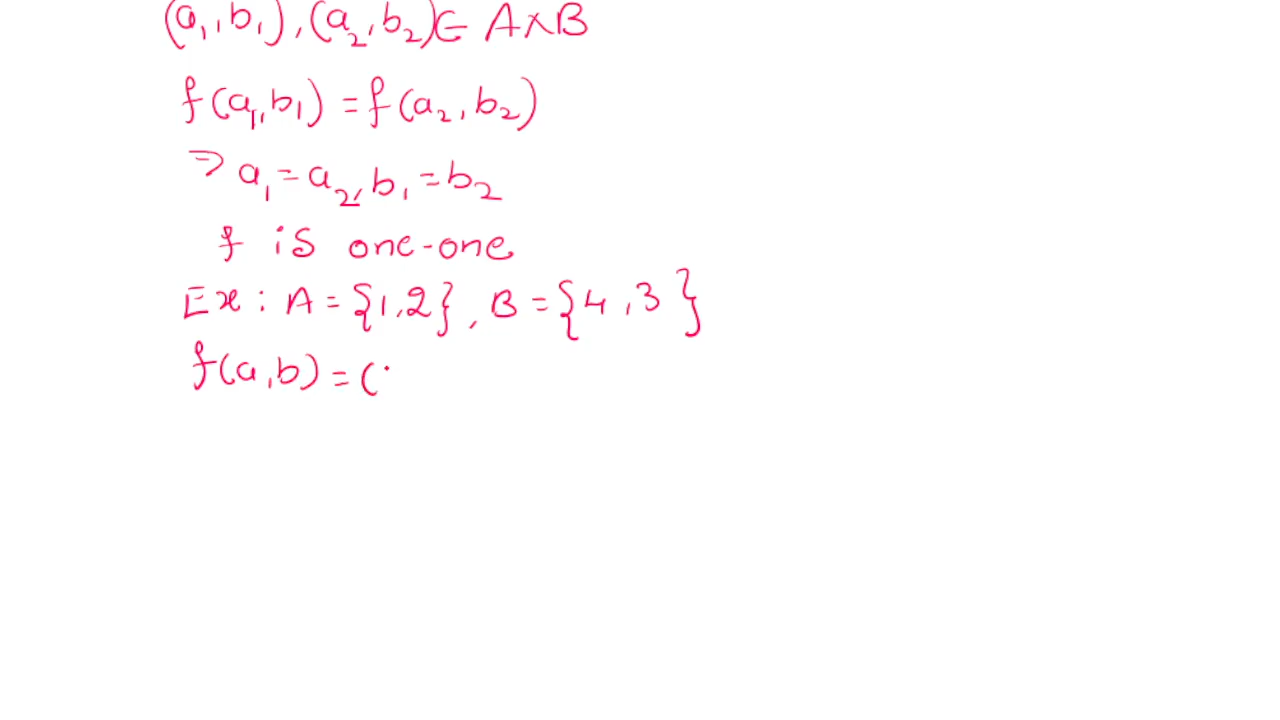 (a₁,b₁),(a₂,b₂)∈ A×B
f(a₁,b₁) = f(a₂,b₂)
⇒ a₁=a₂, b₁=b₂
f is one-one
Ex: A={1,2}, B={4,3}
f(a,b)=(